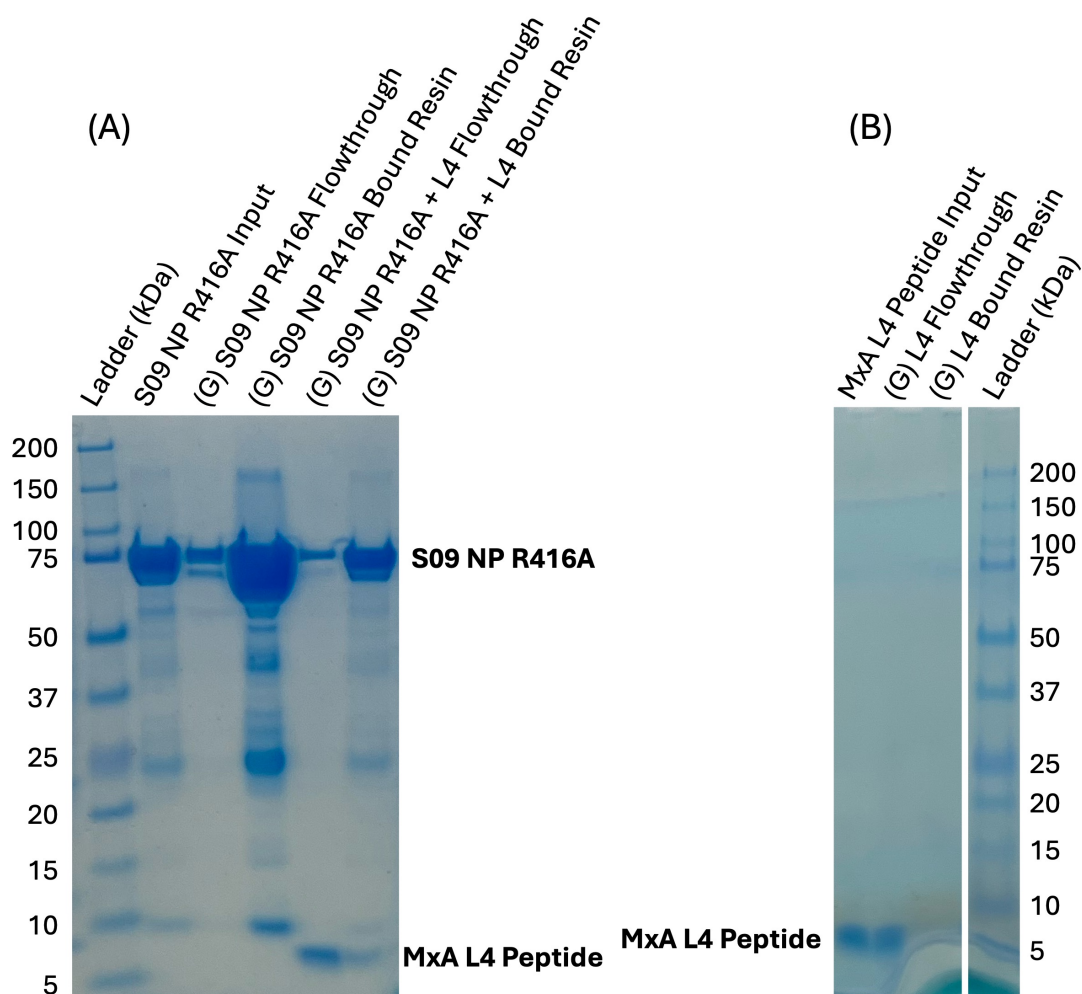 (A)
Ladder (kDa)
S09 NP R416A Input
(G) S09 NP R416A Flowthrough
(G) S09 NP R416A Bound Resin
(G) S09 NP R416A + L4 Flowthrough
(G) S09 NP R416A + L4 Bound Resin
200
150
100
75
50
37
25
20
15
10
5
S09 NP R416A
MxA L4 Peptide
(B)
MxA L4 Peptide Input
(G) L4 Flowthrough
(G) L4 Bound Resin
Ladder (kDa)
200
150
100
75
50
37
25
20
15
10
5
MxA L4 Peptide